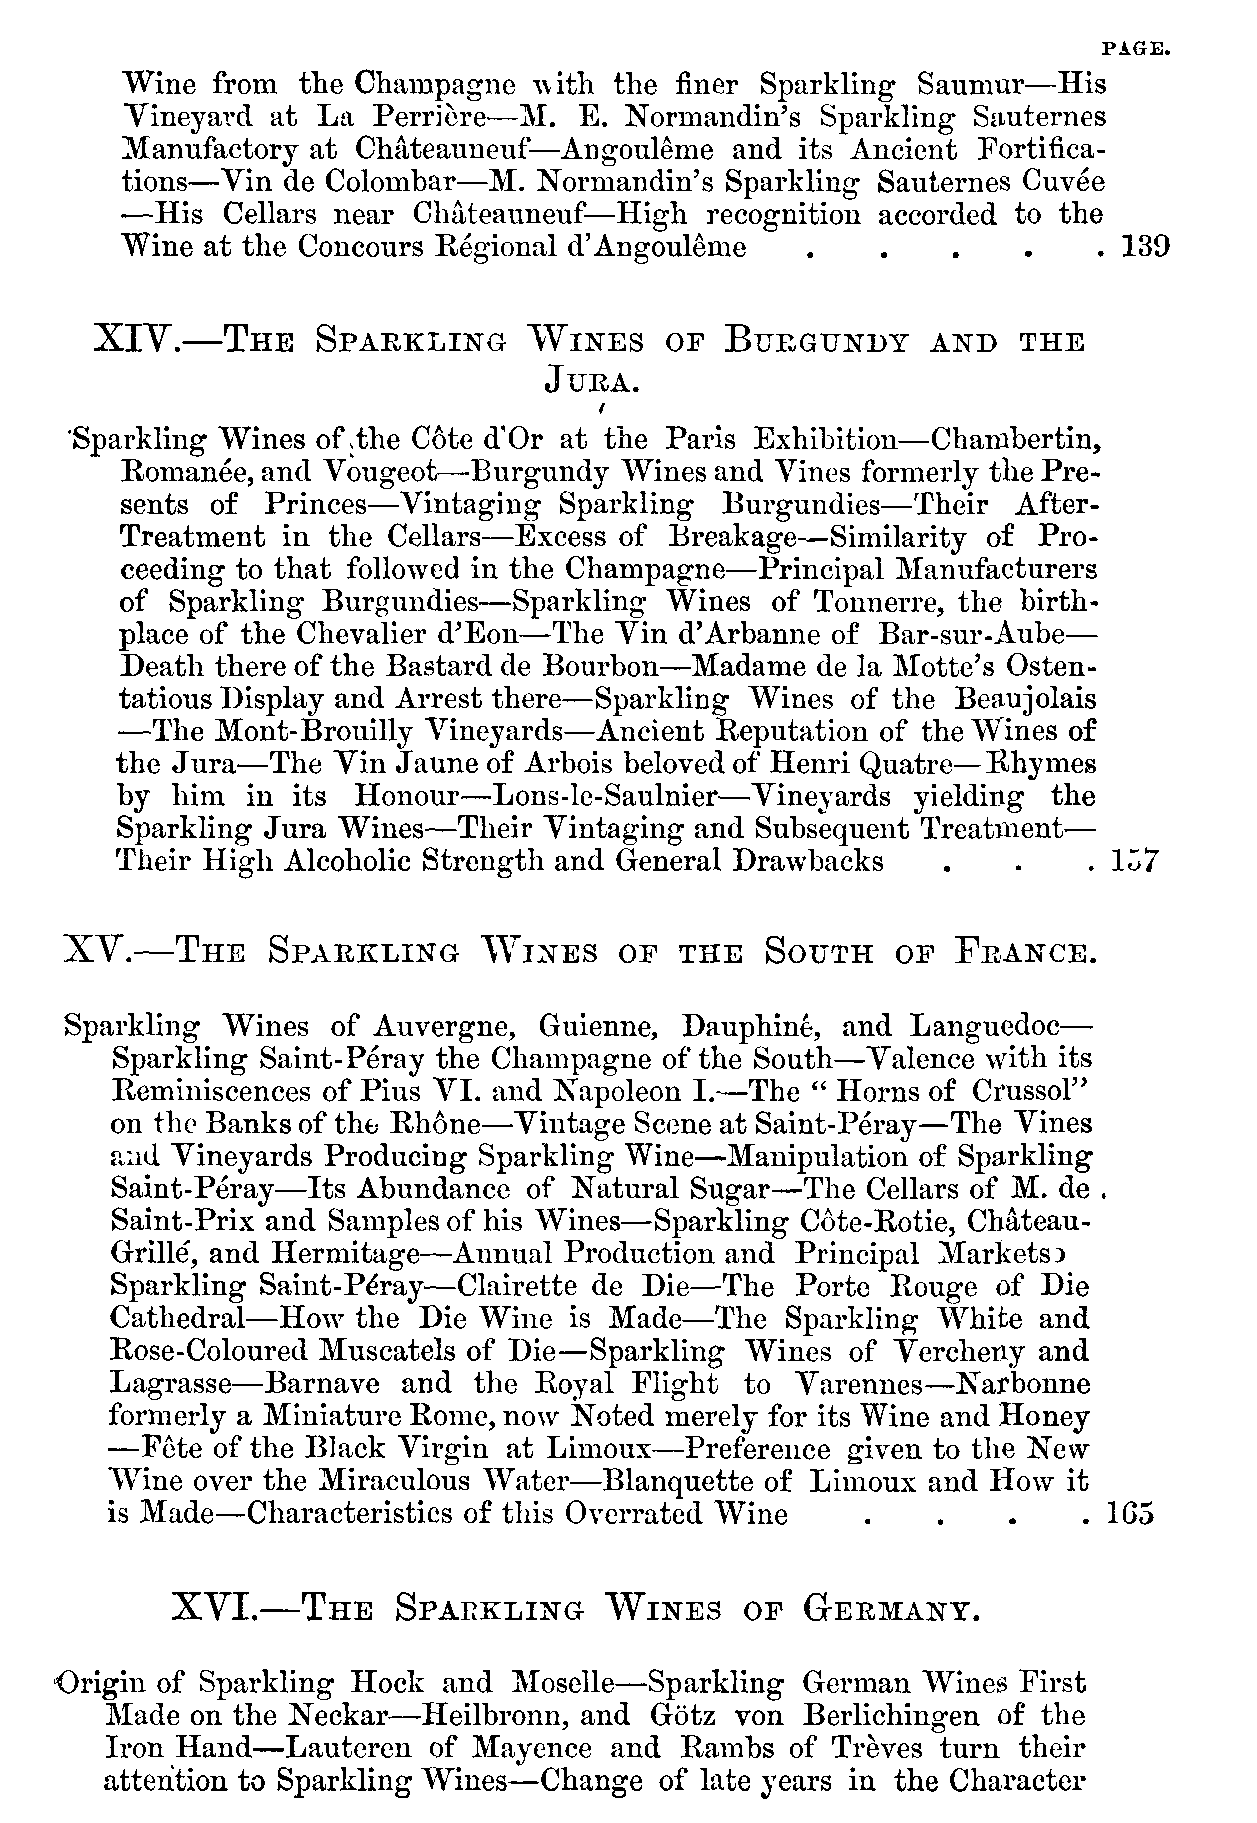 PAGE.
Wine from the Champagne with the finer Sparkling Saumur—His
Vineyard at La Perrière—M. E. Normandin's Sparkling Sauternes
Manufactory at Châteauneuf—Angoulême and its Ancient Fortifica-
tions—Vin de Colombar—M. Normandin's Sparkling Sauternes Cuvée
—His Cellars near Châteauneuf—High recognition accorded to the
Wine at the Concours Régional d'Angoulême . . . . . 139
XIV.—The Sparkling Wines of Burgundy and the
Jura.
Sparkling Wines of the Côte d'Or at the Paris Exhibition—Chambertin,
Romanée, and Vougeot—Burgundy Wines and Vines formerly the Pre-
sents of Princes—Vintaging Sparkling Burgundies—Their After-
Treatment in the Cellars—Excess of Breakage—Similarity of Pro-
ceeding to that followed in the Champagne—Principal Manufacturers
of Sparkling Burgundies—Sparkling Wines of Tonnerre, the birth-
place of the Chevalier d'Eon—The Vin d'Arbanne of Bar-sur-Aube—
Death there of the Bastard de Bourbon—Madame de la Motte's Osten-
tatious Display and Arrest there—Sparkling Wines of the Beaujolais
—The Mont-Brouilly Vineyards—Ancient Reputation of the Wines of
the Jura—The Vin Jaune of Arbois beloved of Henri Quatre—Rhymes
by him in its Honour—Lons-le-Saulnier—Vineyards yielding the
Sparkling Jura Wines—Their Vintaging and Subsequent Treatment—
Their High Alcoholic Strength and General Drawbacks . . . 157
XV.—The Sparkling Wines of the South of France.
Sparkling Wines of Auvergne, Guienne, Dauphiné, and Languedoc—
Sparkling Saint-Péray the Champagne of the South—Valence with its
Reminiscences of Pius VI. and Napoleon I.—The " Horns of Crussol"
on the Banks of the Rhône—Vintage Scene at Saint-Péray—The Vines
and Vineyards Producing Sparkling Wine—Manipulation of Sparkling
Saint-Péray—Its Abundance of Natural Sugar—The Cellars of M. de
Saint-Prix and Samples of his Wines—Sparkling Côte-Rotie, Château-
Grillé, and Hermitage—Annual Production and Principal Markets
Sparkling Saint-Péray—Clairette de Die—The Porte Rouge of Die
Cathedral—How the Die Wine is Made—The Sparkling White and
Rose-Coloured Muscatels of Die—Sparkling Wines of Vercheny and
Lagrasse—Barnave and the Royal Flight to Varennes—Narbonne
formerly a Miniature Rome, now Noted merely for its Wine and Honey
—Fête of the Black Virgin at Limoux—Preference given to the New
Wine over the Miraculous Water—Blanquette of Limoux and How it
is Made—Characteristics of this Overrated Wine . . . . 165
XVI.—The Sparkling Wines of Germany.
Origin of Sparkling Hock and Moselle—Sparkling German Wines First
Made on the Neckar—Heilbronn, and Götz von Berlichingen of the
Iron Hand—Lauteren of Mayence and Rambs of Trèves turn their
attention to Sparkling Wines—Change of late years in the Character